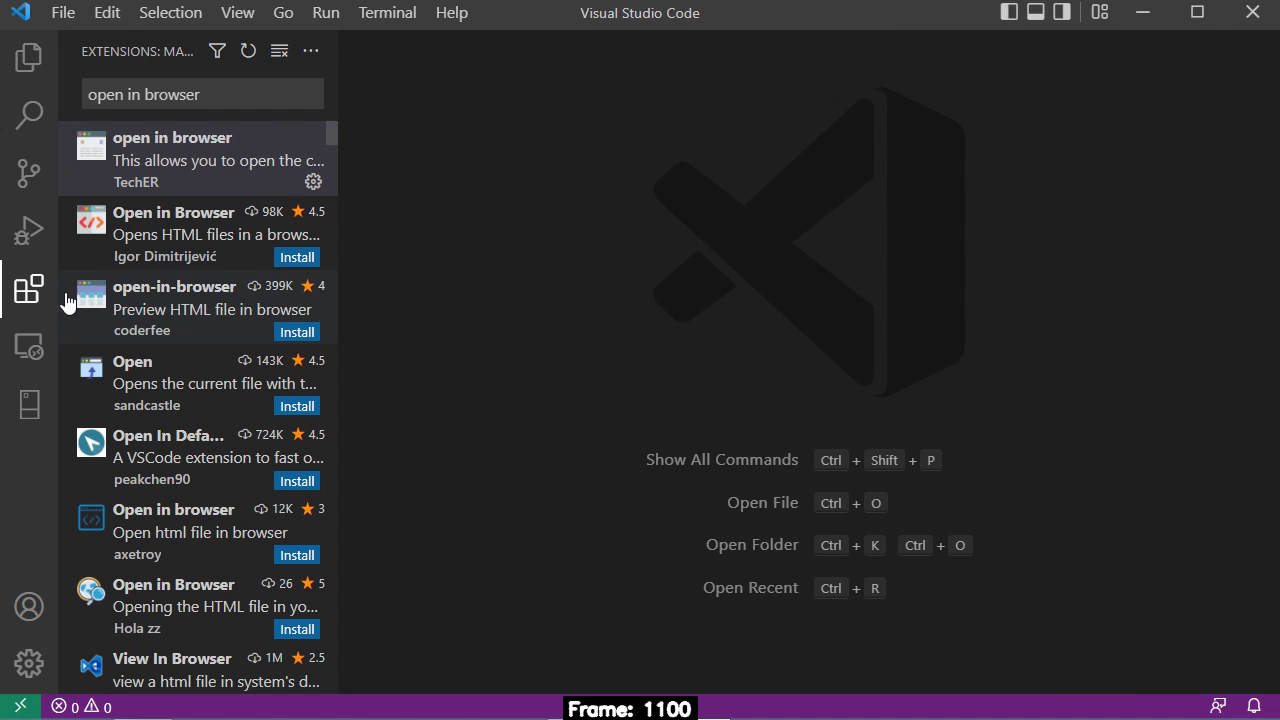 File Edit Selection View Go Run Terminal Help
Visual Studio Code
EXTENSIONS: MA...
open in browser
open in browser
This allows you to open the c...
TechER
Open in Browser 98K 4.5
Opens HTML files in a brows...
Igor Dimitrijević Install
open-in-browser 399K 4
Preview HTML file in browser
coderfee Install
Open 143K 4.5
Opens the current file with t...
sandcastle Install
Open In Defa... 724K 4.5
A VSCode extension to fast o...
peakchen90 Install
Open in browser 12K 3
Open html file in browser
axetroy Install
Open in Browser 26 5
Opening the HTML file in yo...
Hola zz Install
View In Browser 1M 2.5
view a html file in system's d...
Show All Commands Ctrl + Shift + P
Open File Ctrl + O
Open Folder Ctrl + K Ctrl + O
Open Recent Ctrl + R
0 0
Frame: 1100